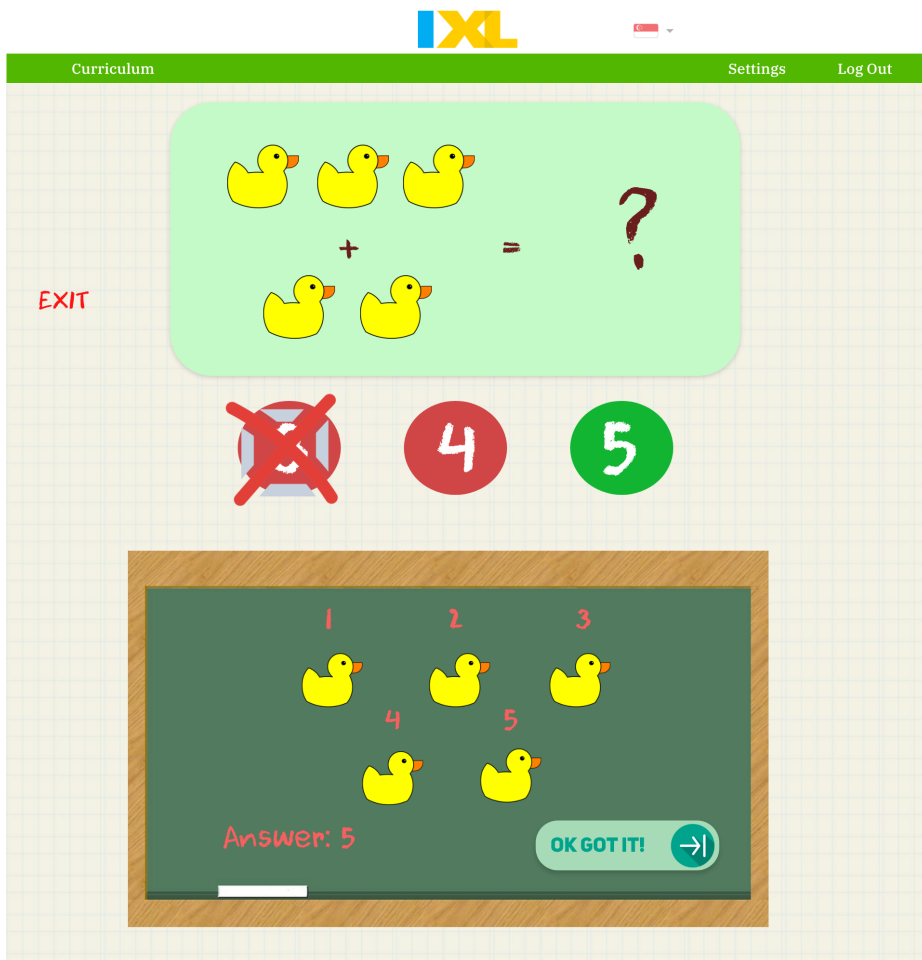 IXL
Curriculum Settings Log Out
+ = ?
EXIT
4 5
1 2 3
4 5
Answer: 5
OK GOT IT!